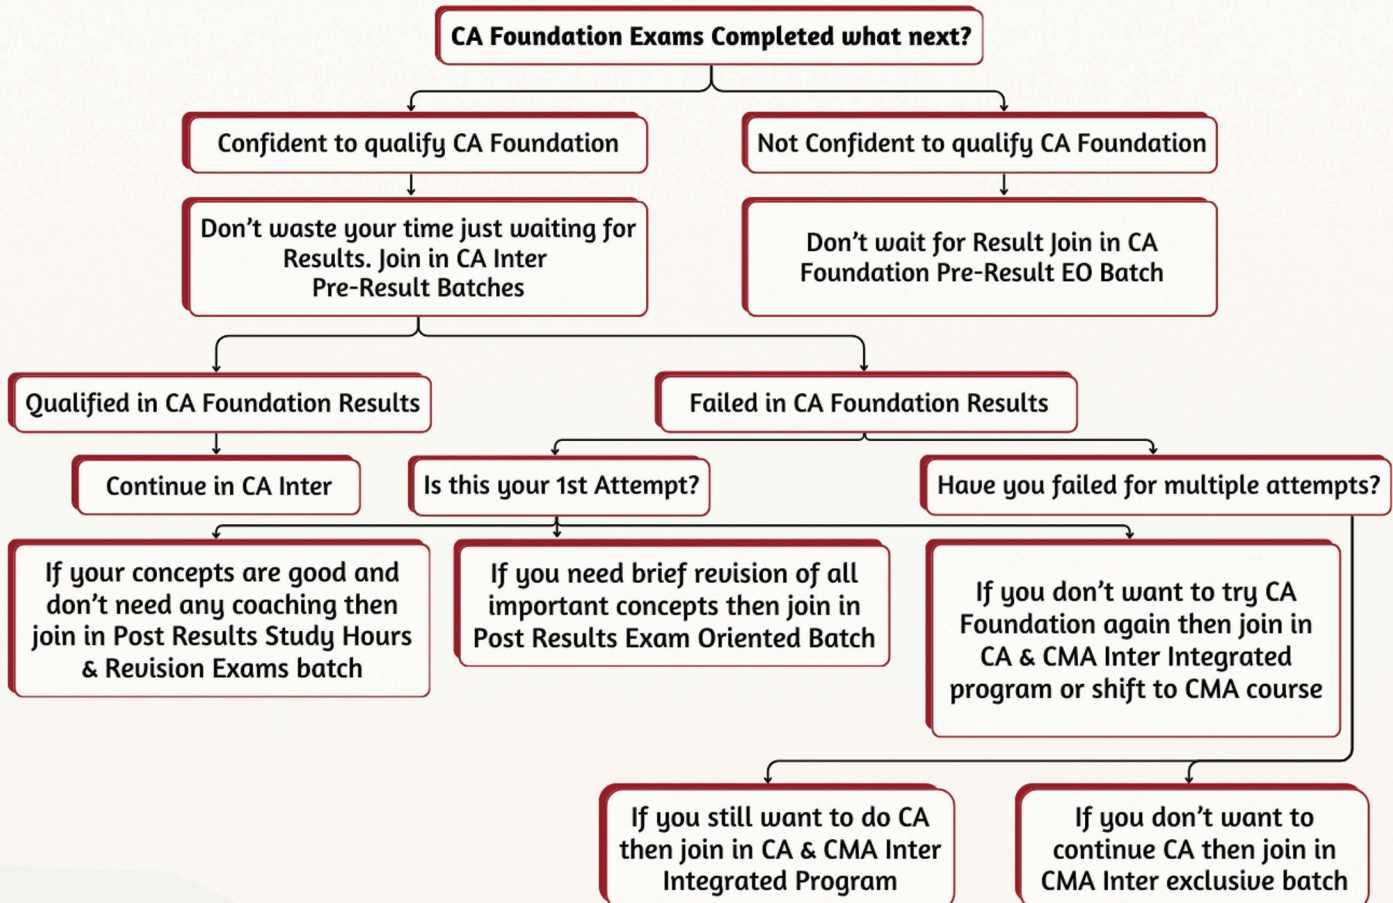 CA Foundation Exams Completed what next?
Confident to qualify CA Foundation
Not Confident to qualify CA Foundation
Don't waste your time just waiting for
Results. Join in CA Inter
Pre-Result Batches
Don't wait for Result Join in CA
Foundation Pre-Result EO Batch
Qualified in CA Foundation Results
Failed in CA Foundation Results
Continue in CA Inter
Is this your 1st Attempt?
Have you failed for multiple attempts?
If your concepts are good and
don't need any coaching then
join in Post Results Study Hours
& Revision Exams batch
If you need brief revision of all
important concepts then join in
Post Results Exam Oriented Batch
If you don't want to try CA
Foundation again then join in
CA & CMA Inter Integrated
program or shift to CMA course
If you still want to do CA
then join in CA & CMA Inter
Integrated Program
If you don't want to
continue CA then join in
CMA Inter exclusive batch